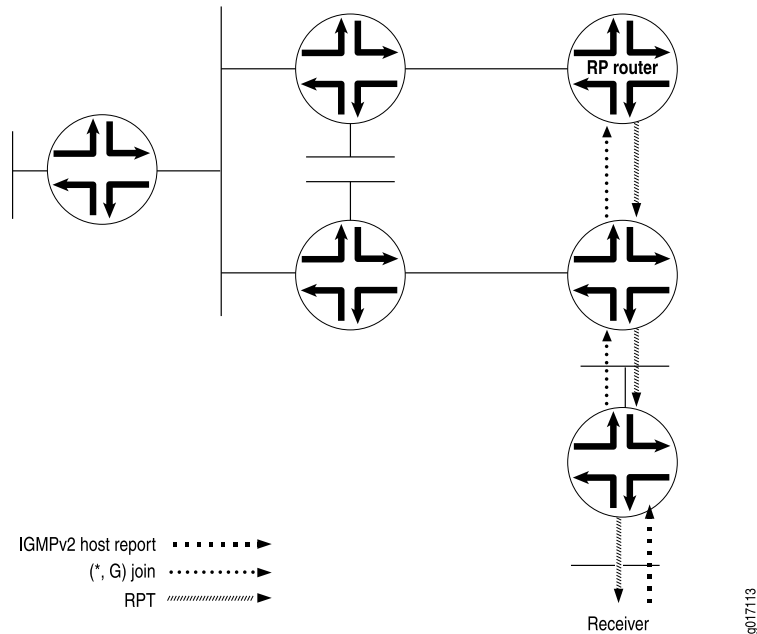 RP router
IGMPv2 host report
(*, G) join
RPT
Receiver
g017113